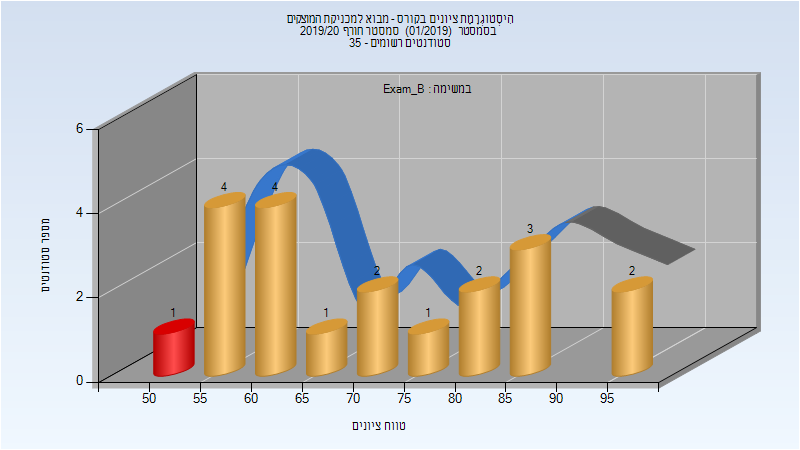 היסטוגרמת ציונים בקורס - מבוא למכניקת המוצקים
בסמסטר (01/2019) סמסטר חורף 2019/20
סטודנטים רשומים - 35
במשימה : Exam_B
מספר סטודנטים
6
4
2
0
1
4
4
1
2
1
2
3
2
50 55 60 65 70 75 80 85 90 95
טווח ציונים